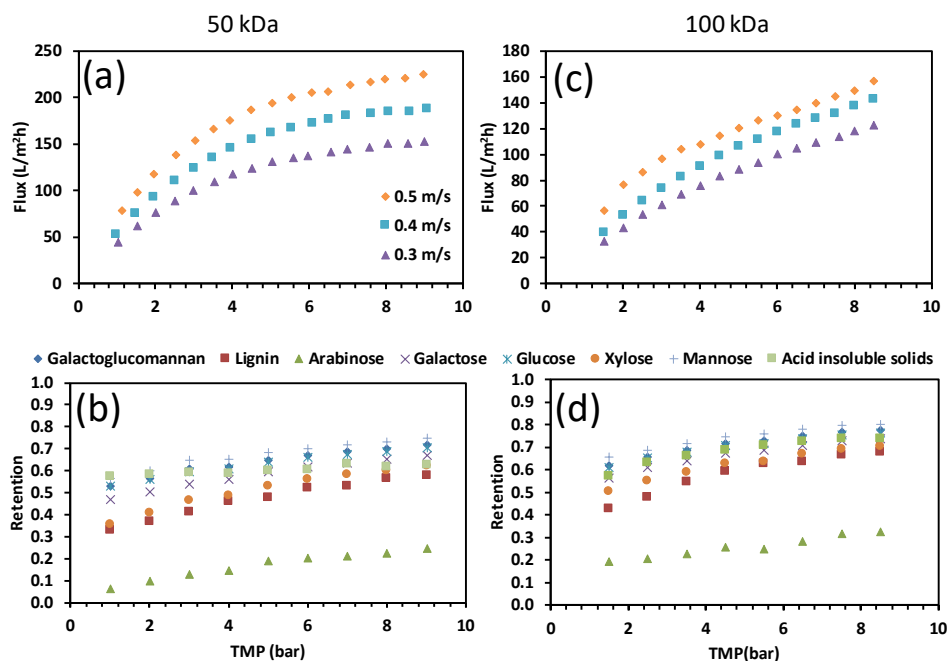 50 kDa
100 kDa
(a)
250
200
150
100
50
0
Flux (L/m²h)
0.5 m/s
0.4 m/s
0.3 m/s
0 2 4 6 8 10
(c)
180
160
140
120
100
80
60
40
20
0
Flux (L/m²h)
0 2 4 6 8 10
Galactoglucomannan Lignin Arabinose Galactose Glucose Xylose Mannose Acid insoluble solids
(b)
1.0
0.9
0.8
0.7
0.6
0.5
0.4
0.3
0.2
0.1
0.0
Retention
0 2 4 6 8 10
TMP (bar)
(d)
1.0
0.9
0.8
0.7
0.6
0.5
0.4
0.3
0.2
0.1
0.0
Retention
0 2 4 6 8 10
TMP(bar)